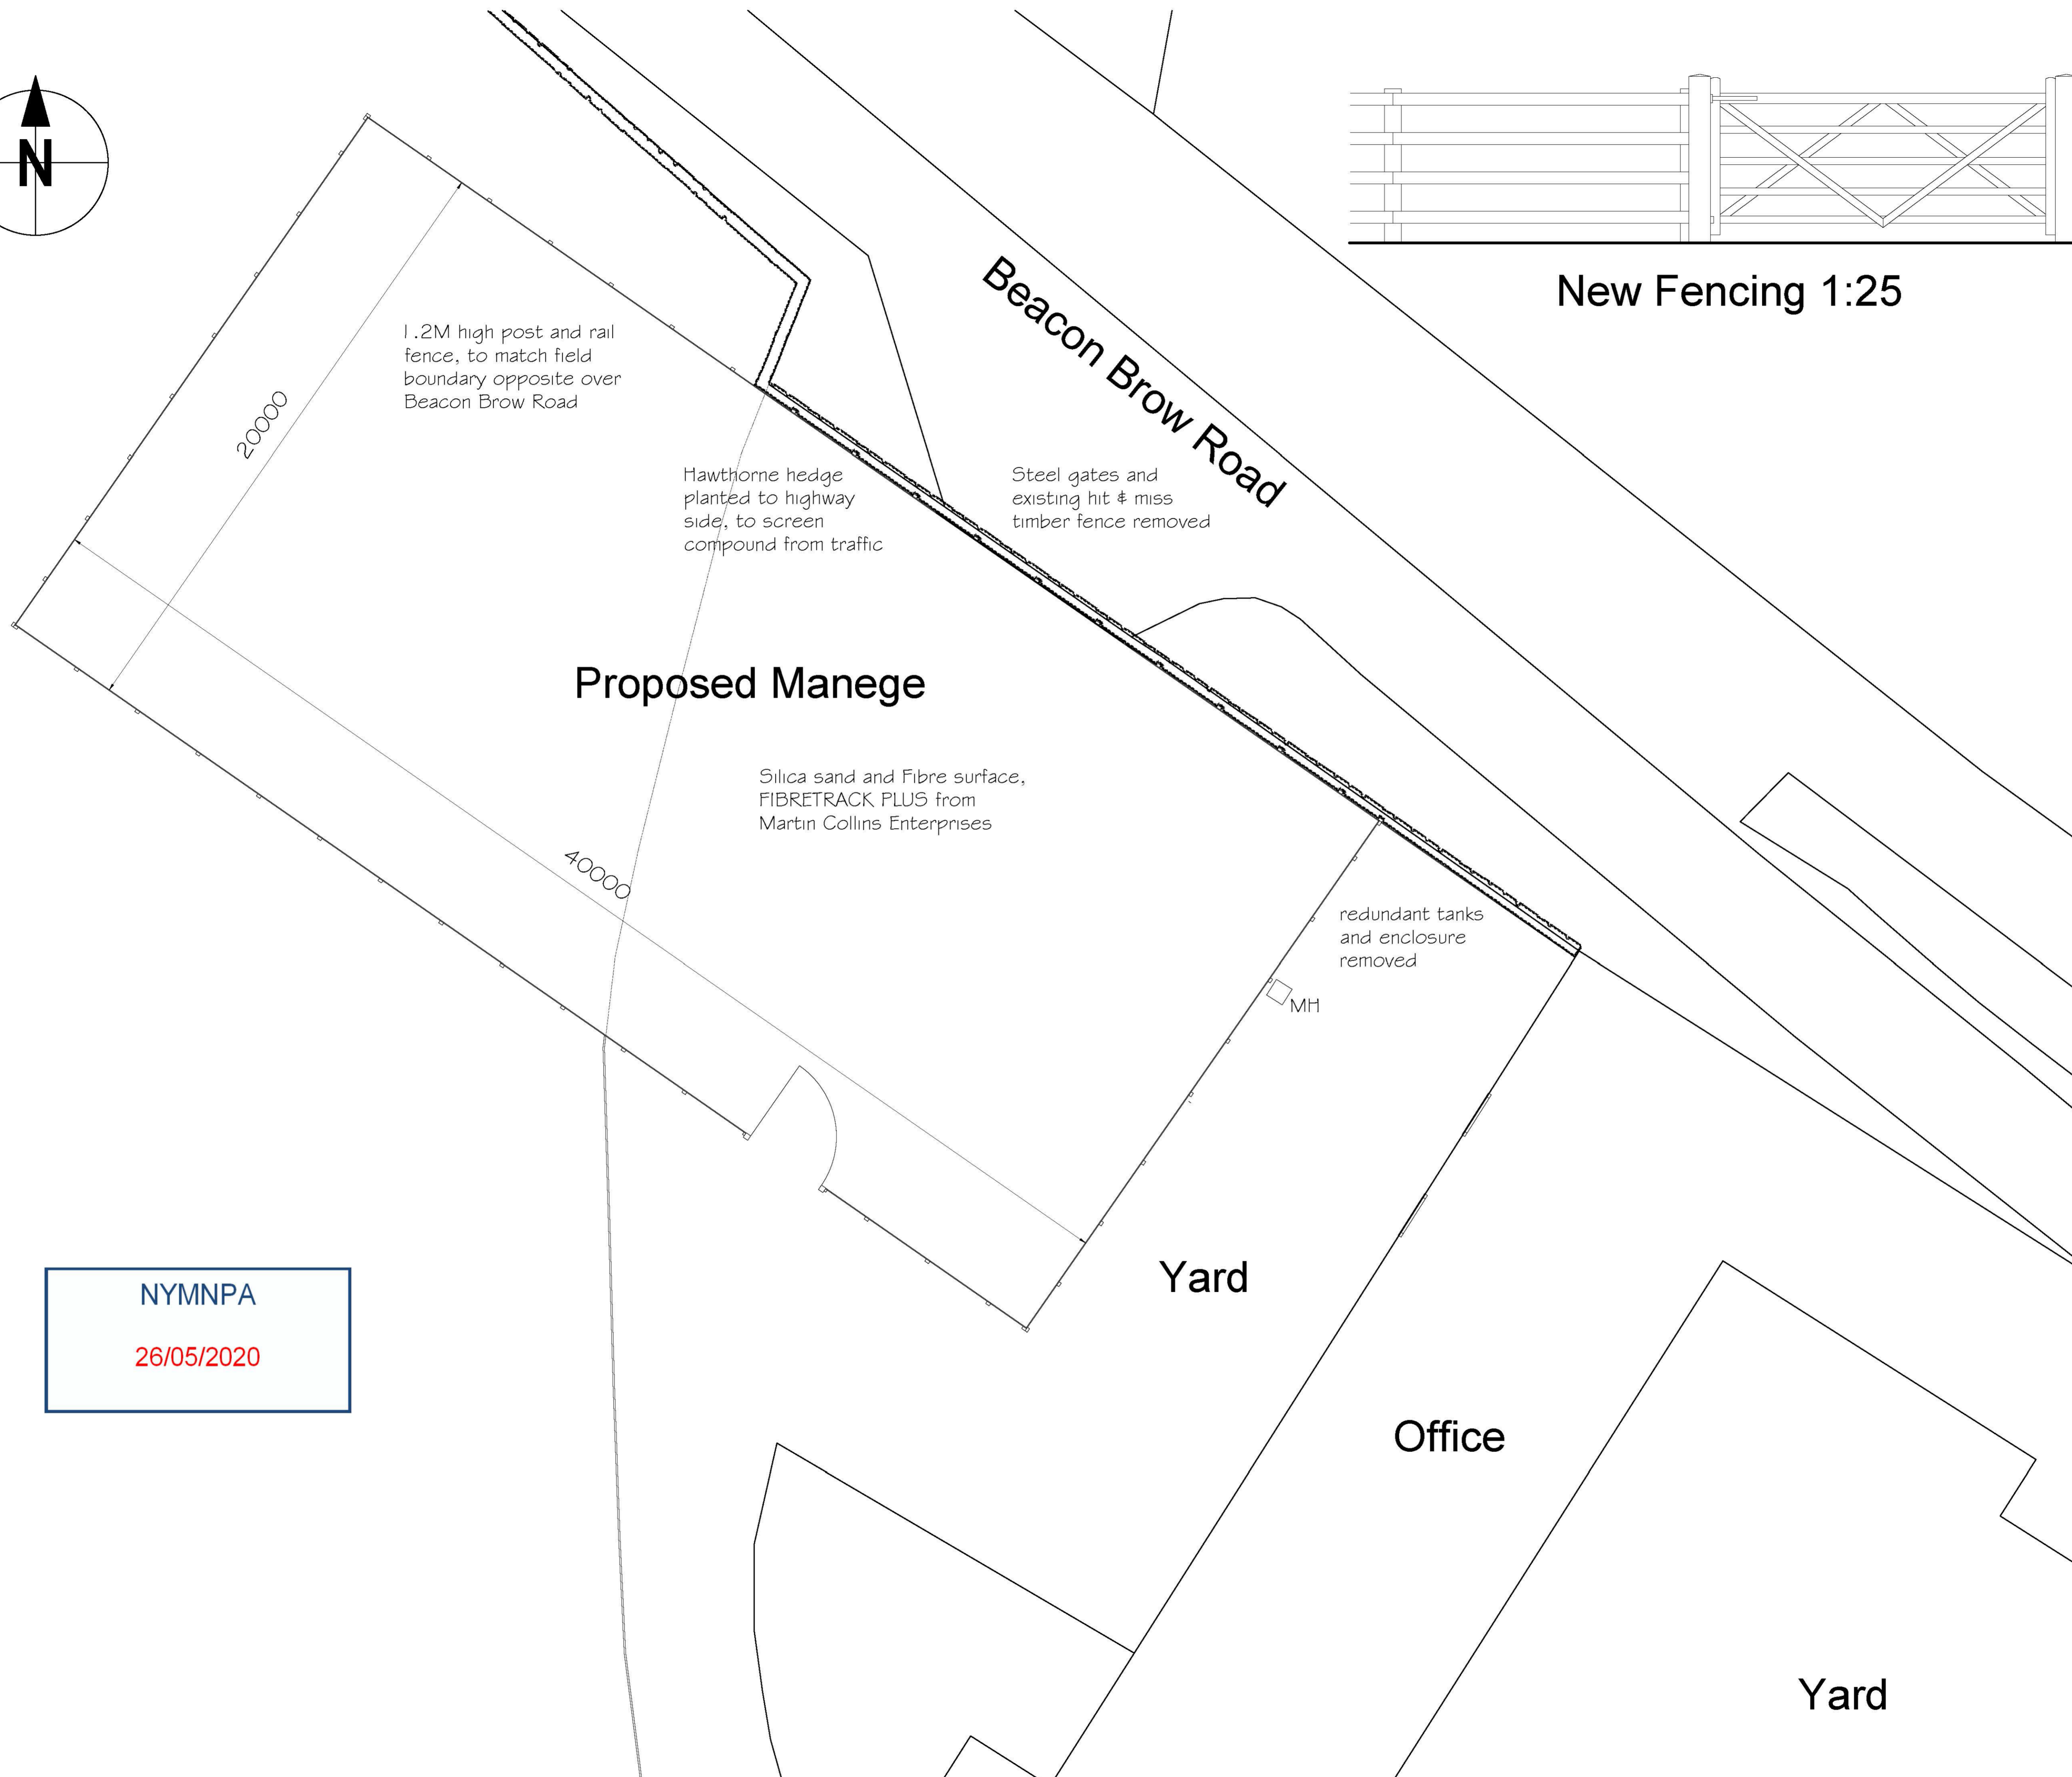 N
New Fencing 1:25
Beacon Brow Road
1.2M high post and rail
fence, to match field
boundary opposite over
Beacon Brow Road
20000
Hawthorne hedge
planted to highway
side, to screen
compound from traffic
Steel gates and
existing hit & miss
timber fence removed
Proposed Manege
Silica sand and Fibre surface,
FIBRETRACK PLUS from
Martin Collins Enterprises
40000
redundant tanks
and enclosure
removed
MH
Yard
NYMNPA
26/05/2020
Office
Yard